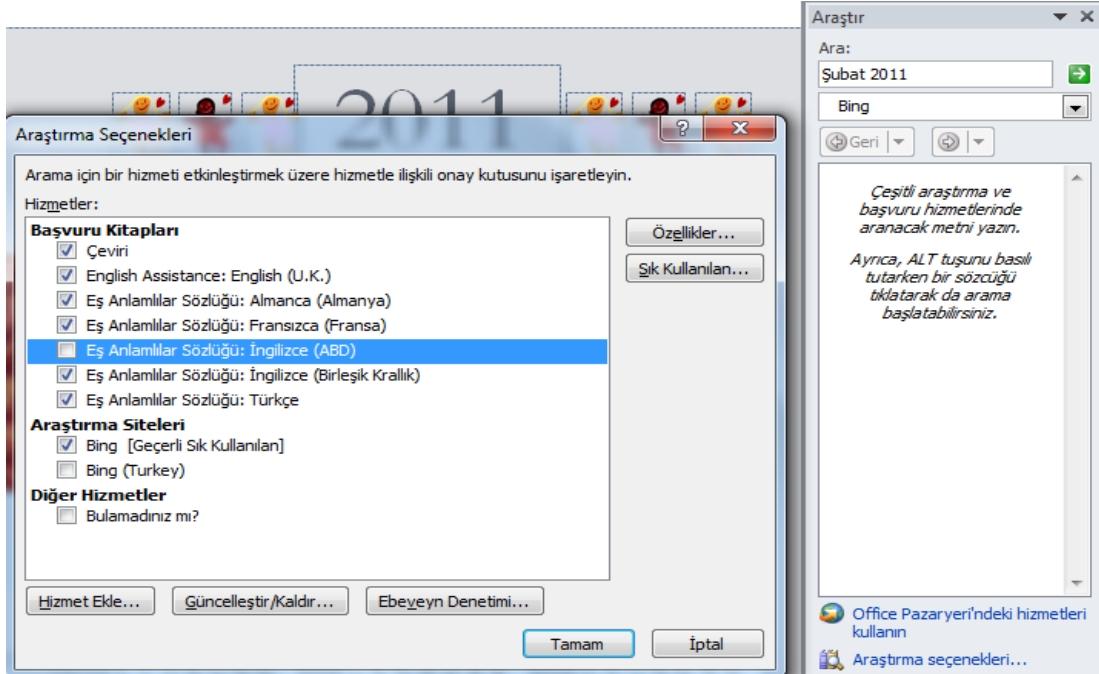 2011
Araştırma Seçenekleri
Arama için bir hizmeti etkinleştirmek üzere hizmetle ilişkili onay kutusunu işaretleyin.
Hizmetler:
Başvuru Kitapları
Çeviri
English Assistance: English (U.K.)
Eş Anlamlılar Sözlüğü: Almanca (Almanya)
Eş Anlamlılar Sözlüğü: Fransızca (Fransa)
Eş Anlamlılar Sözlüğü: İngilizce (ABD)
Eş Anlamlılar Sözlüğü: İngilizce (Birleşik Krallık)
Eş Anlamlılar Sözlüğü: Türkçe
Araştırma Siteleri
Bing [Geçerli Sık Kullanılan]
Bing (Turkey)
Diğer Hizmetler
Bulamadınız mı?
Özellikler...
Sık Kullanılan...
Hizmet Ekle...
Güncelleştir/Kaldır...
Ebeveyn Denetimi...
Tamam
İptal
Araştır
Ara:
Şubat 2011
Bing
Geri
Çeşitli araştırma ve
başvuru hizmetlerinde
aranacak metni yazın.
Ayrıca, ALT tuşunu basılı
tutarken bir sözcüğü
tıklatarak da arama
başlatabilirsiniz.
Office Pazaryeri'ndeki hizmetleri
kullanın
Araştırma seçenekleri...